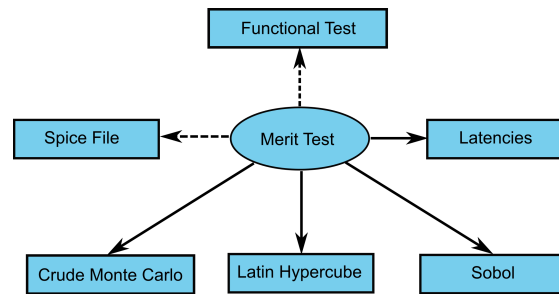 Functional Test
Spice File
Merit Test
Latencies
Crude Monte Carlo
Latin Hypercube
Sobol